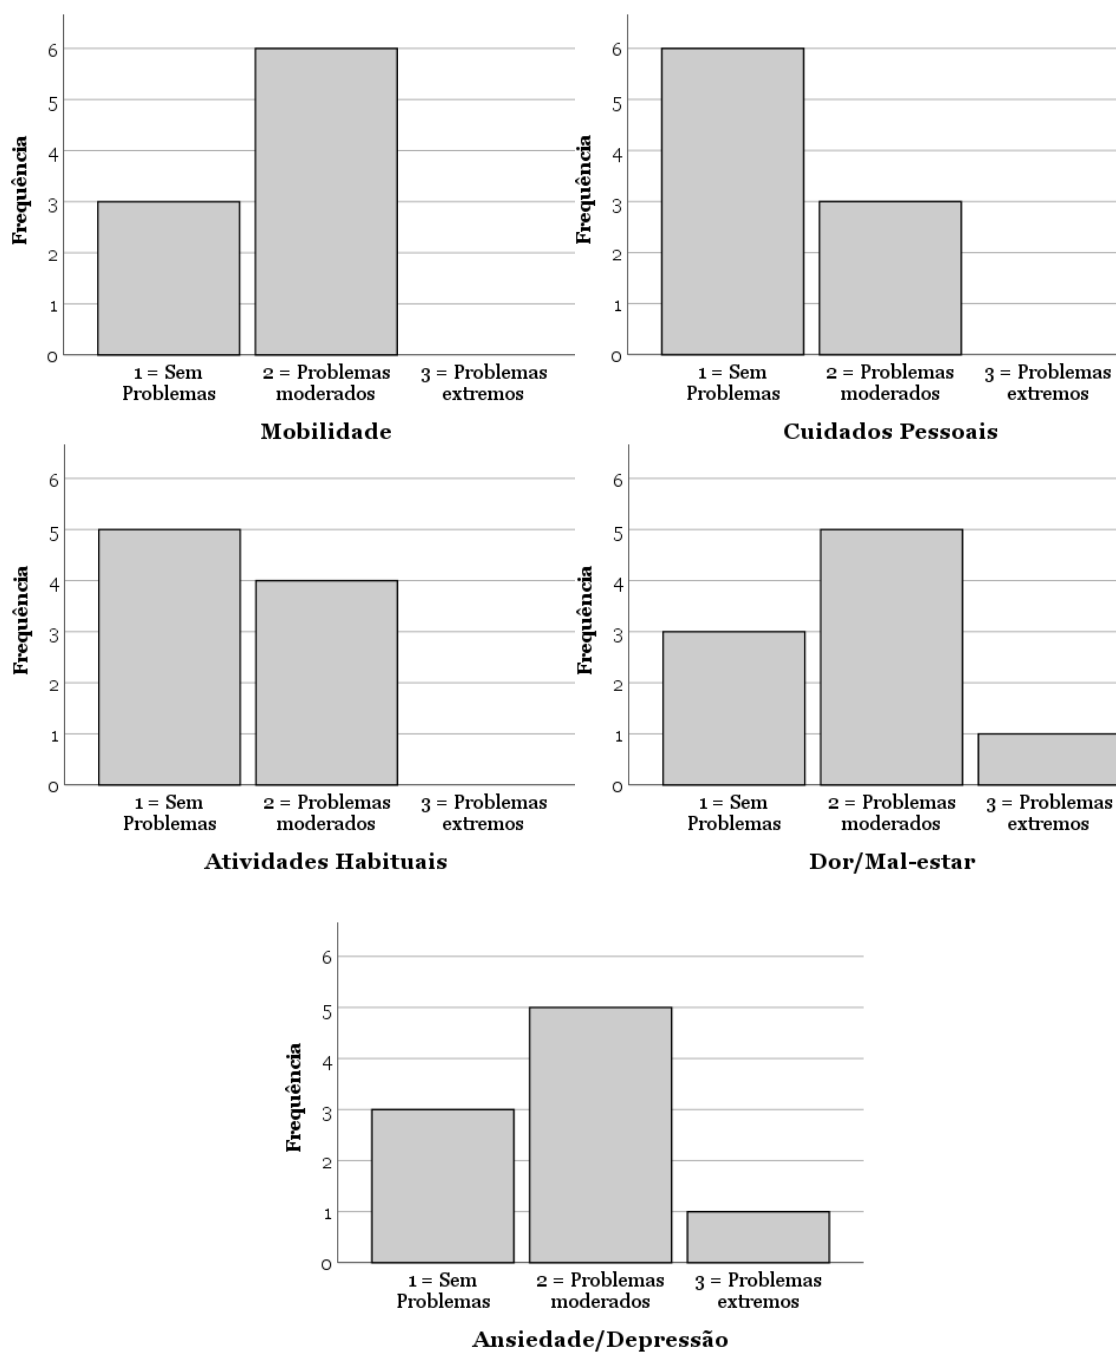 6
5
4
3
2
1
0
Frequência
1 = Sem
Problemas
2 = Problemas
moderados
3 = Problemas
extremos
Mobilidade
6
5
4
3
2
1
0
Frequência
1 = Sem
Problemas
2 = Problemas
moderados
3 = Problemas
extremos
Cuidados Pessoais
6
5
4
3
2
1
0
Frequência
1 = Sem
Problemas
2 = Problemas
moderados
3 = Problemas
extremos
Atividades Habituais
6
5
4
3
2
1
0
Frequência
1 = Sem
Problemas
2 = Problemas
moderados
3 = Problemas
extremos
Dor/Mal-estar
6
5
4
3
2
1
0
Frequência
1 = Sem
Problemas
2 = Problemas
moderados
3 = Problemas
extremos
Ansiedade/Depressão